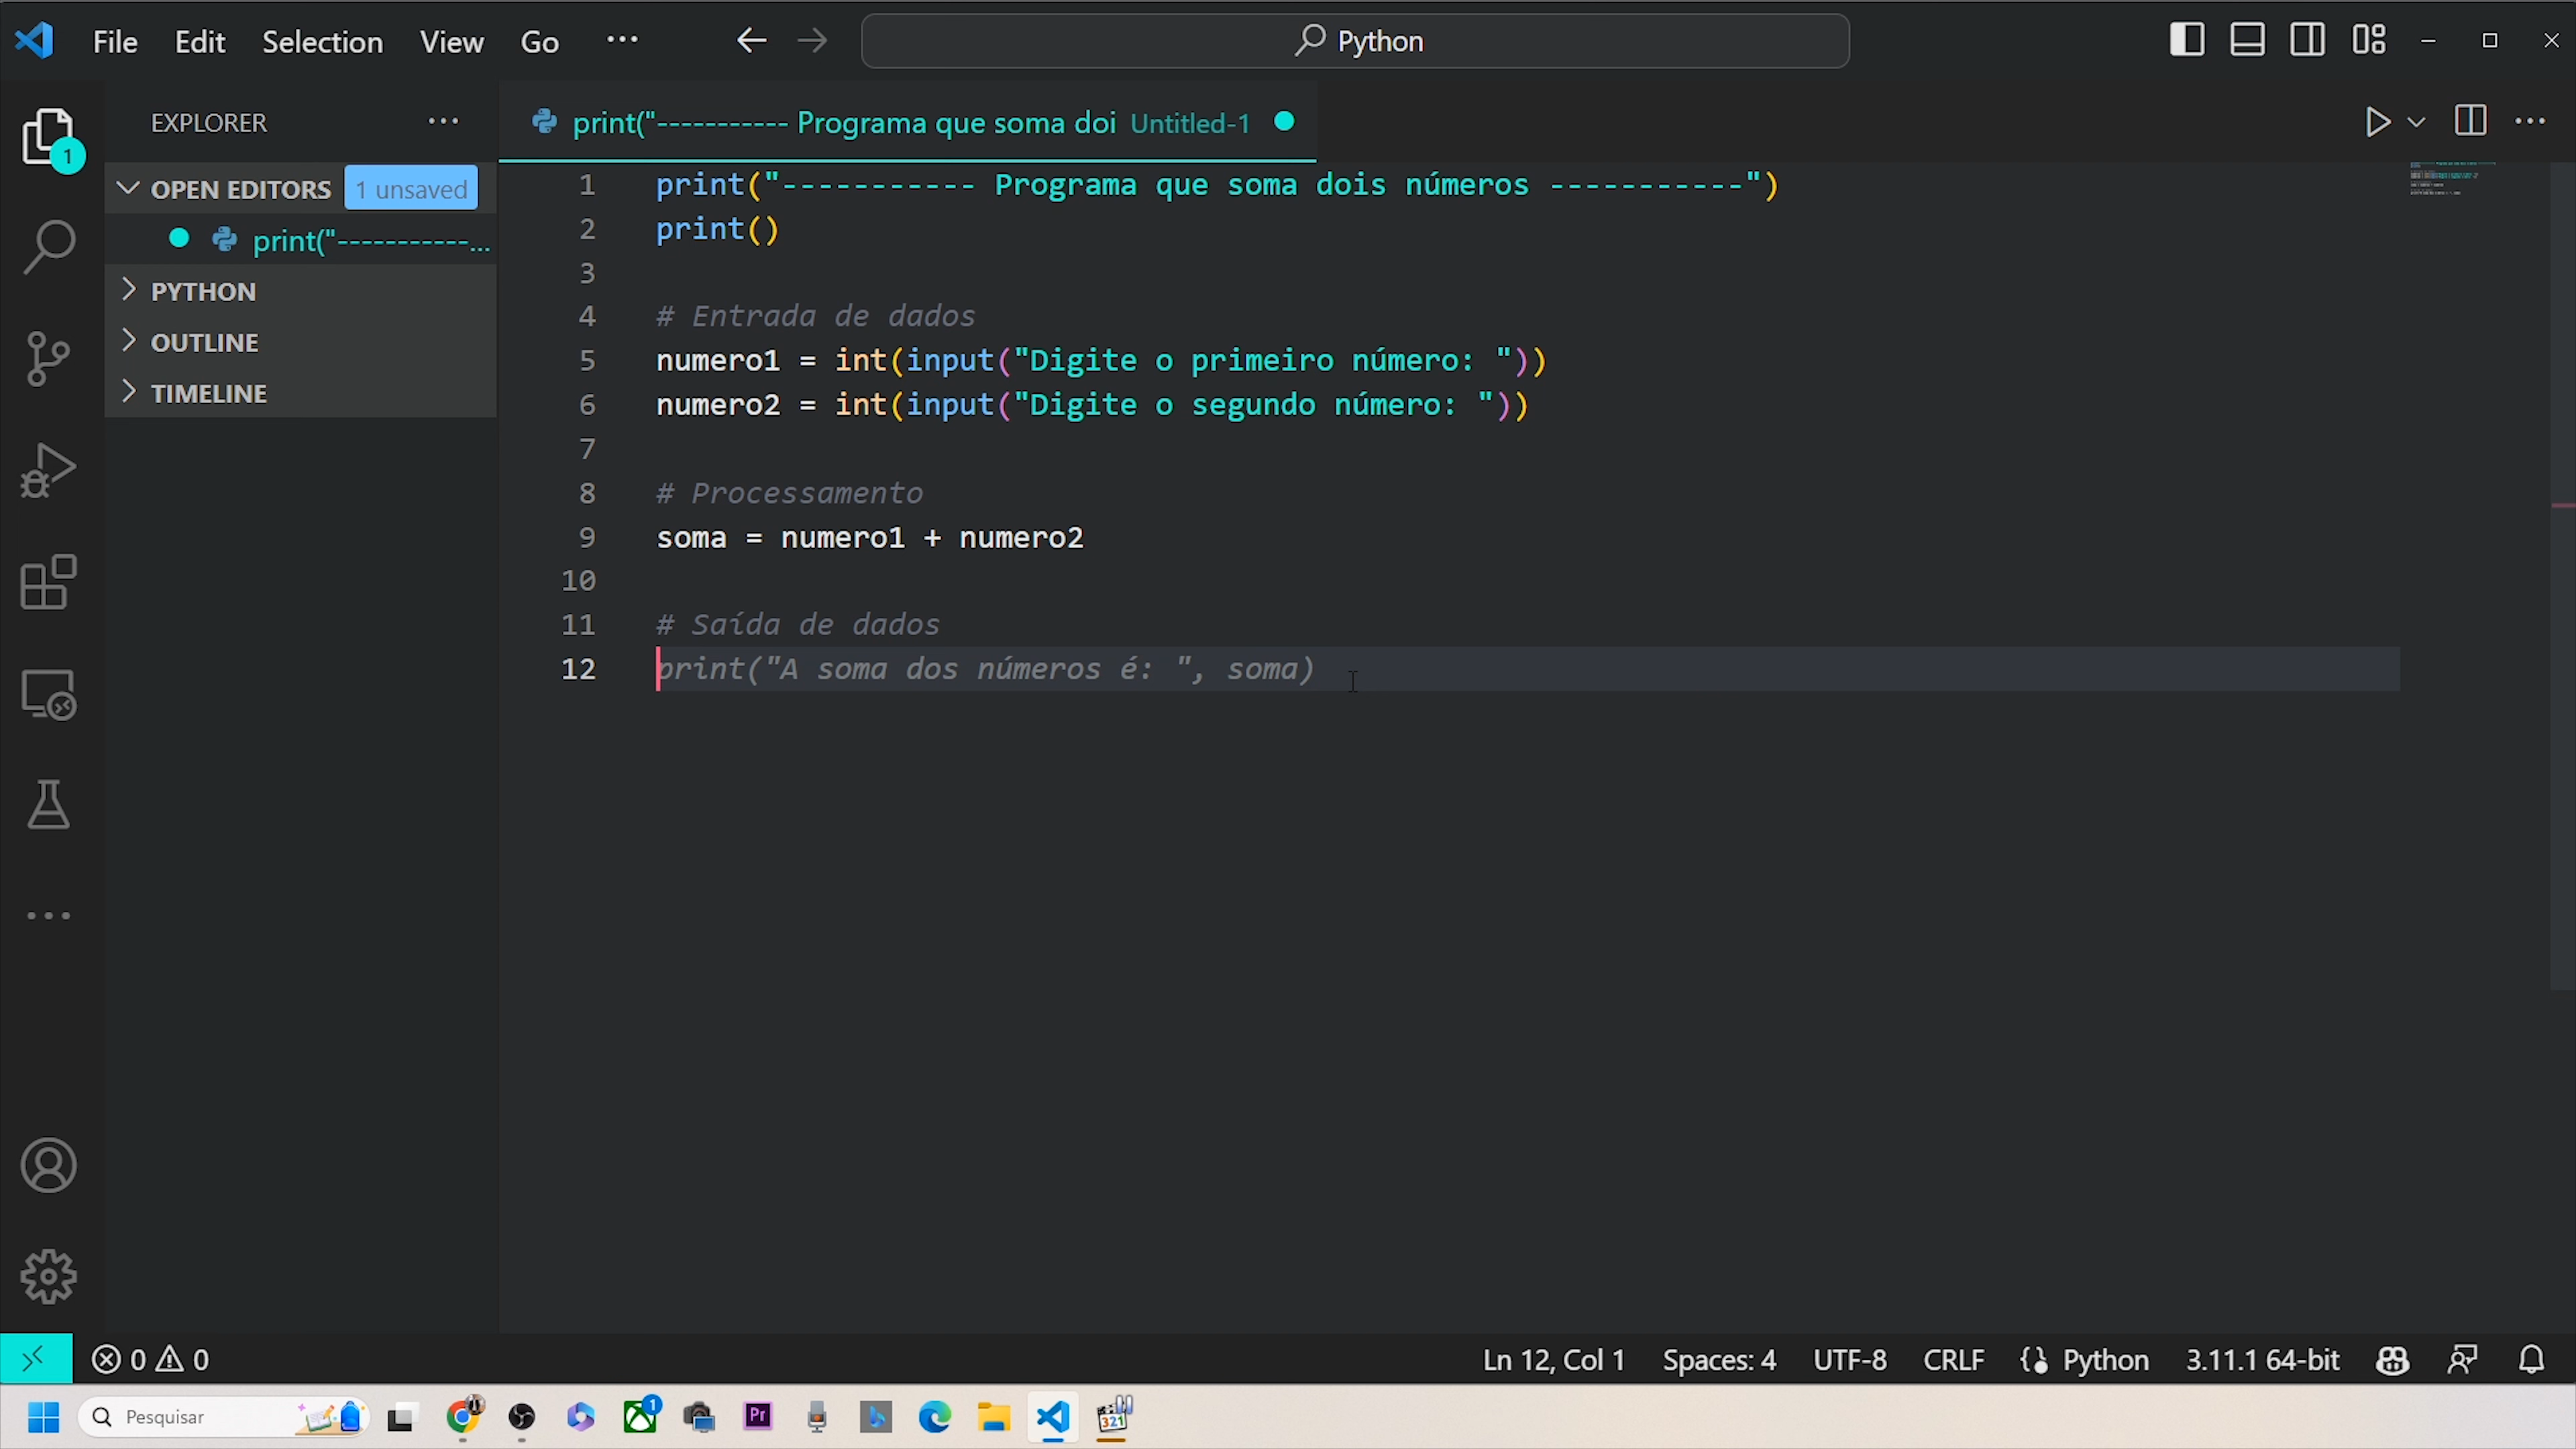 File Edit Selection View Go ··· Python
EXPLORER ···
1
OPEN EDITORS 1 unsaved
print("-----------...
PYTHON
OUTLINE
TIMELINE
print("----------- Programa que soma doi Untitled-1
1 print("----------- Programa que soma dois números -----------")
2 print()
3
4 # Entrada de dados
5 numero1 = int(input("Digite o primeiro número: "))
6 numero2 = int(input("Digite o segundo número: "))
7
8 # Processamento
9 soma = numero1 + numero2
10
11 # Saída de dados
12 print("A soma dos números é: ", soma)
0 0 Ln 12, Col 1 Spaces: 4 UTF-8 CRLF {} Python 3.11.1 64-bit
Pesquisar 1 Pr 321